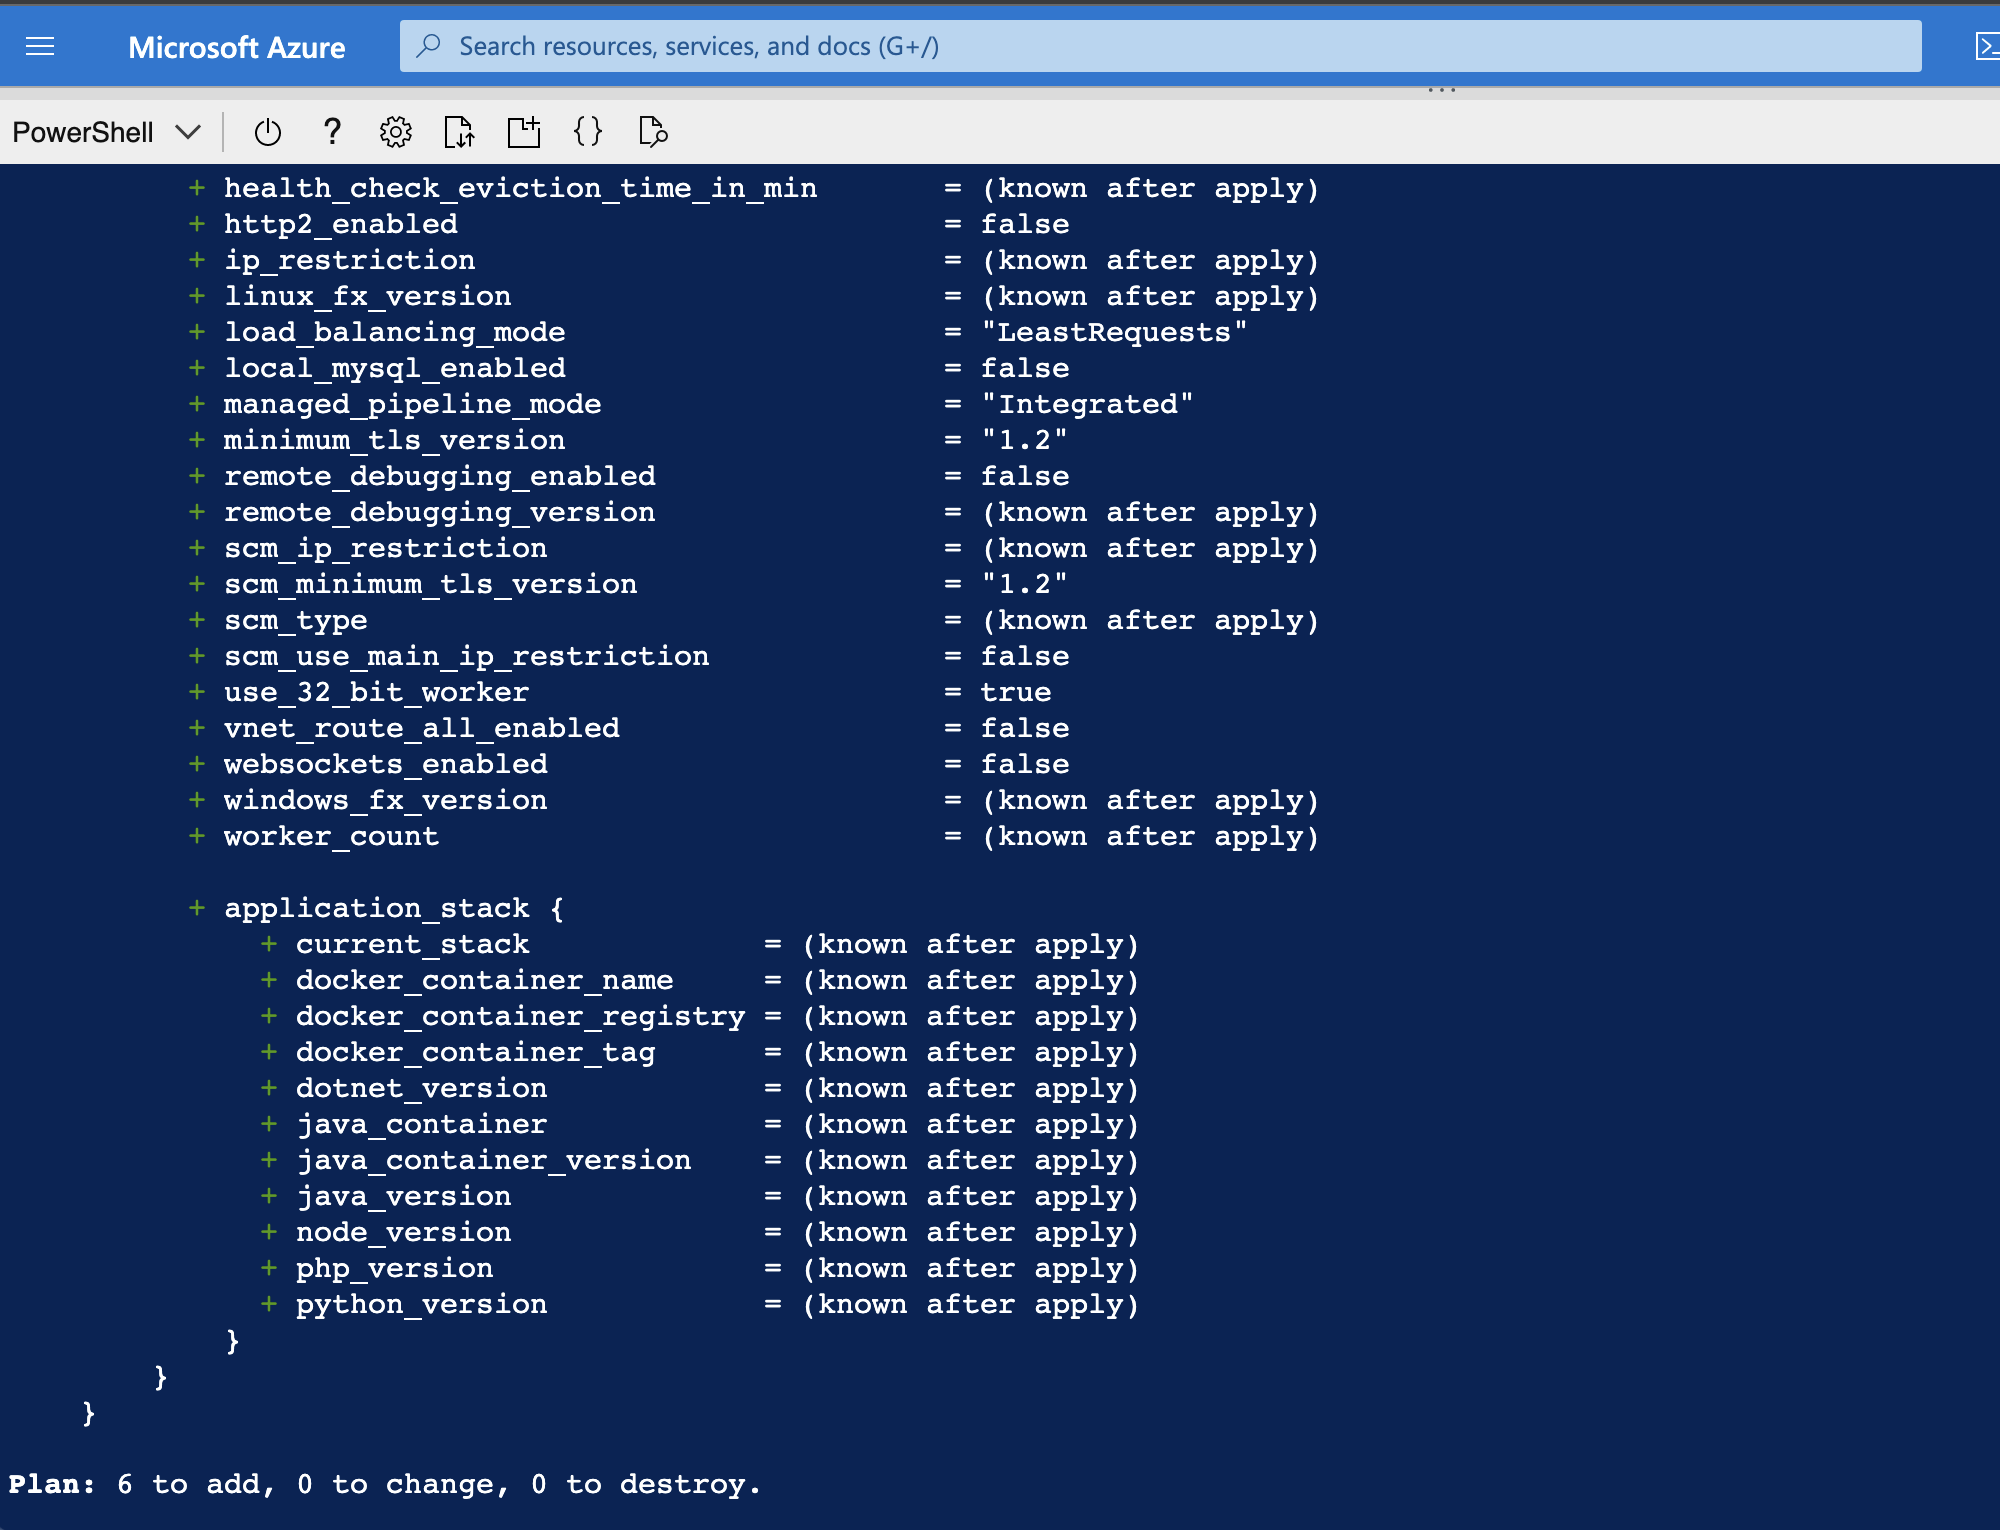 Microsoft Azure
Search resources, services, and docs (G+/)
PowerShell
+ health_check_eviction_time_in_min = (known after apply)
+ http2_enabled = false
+ ip_restriction = (known after apply)
+ linux_fx_version = (known after apply)
+ load_balancing_mode = "LeastRequests"
+ local_mysql_enabled = false
+ managed_pipeline_mode = "Integrated"
+ minimum_tls_version = "1.2"
+ remote_debugging_enabled = false
+ remote_debugging_version = (known after apply)
+ scm_ip_restriction = (known after apply)
+ scm_minimum_tls_version = "1.2"
+ scm_type = (known after apply)
+ scm_use_main_ip_restriction = false
+ use_32_bit_worker = true
+ vnet_route_all_enabled = false
+ websockets_enabled = false
+ windows_fx_version = (known after apply)
+ worker_count = (known after apply)
+ application_stack {
+ current_stack = (known after apply)
+ docker_container_name = (known after apply)
+ docker_container_registry = (known after apply)
+ docker_container_tag = (known after apply)
+ dotnet_version = (known after apply)
+ java_container = (known after apply)
+ java_container_version = (known after apply)
+ java_version = (known after apply)
+ node_version = (known after apply)
+ php_version = (known after apply)
+ python_version = (known after apply)
}
}
}
Plan: 6 to add, 0 to change, 0 to destroy.